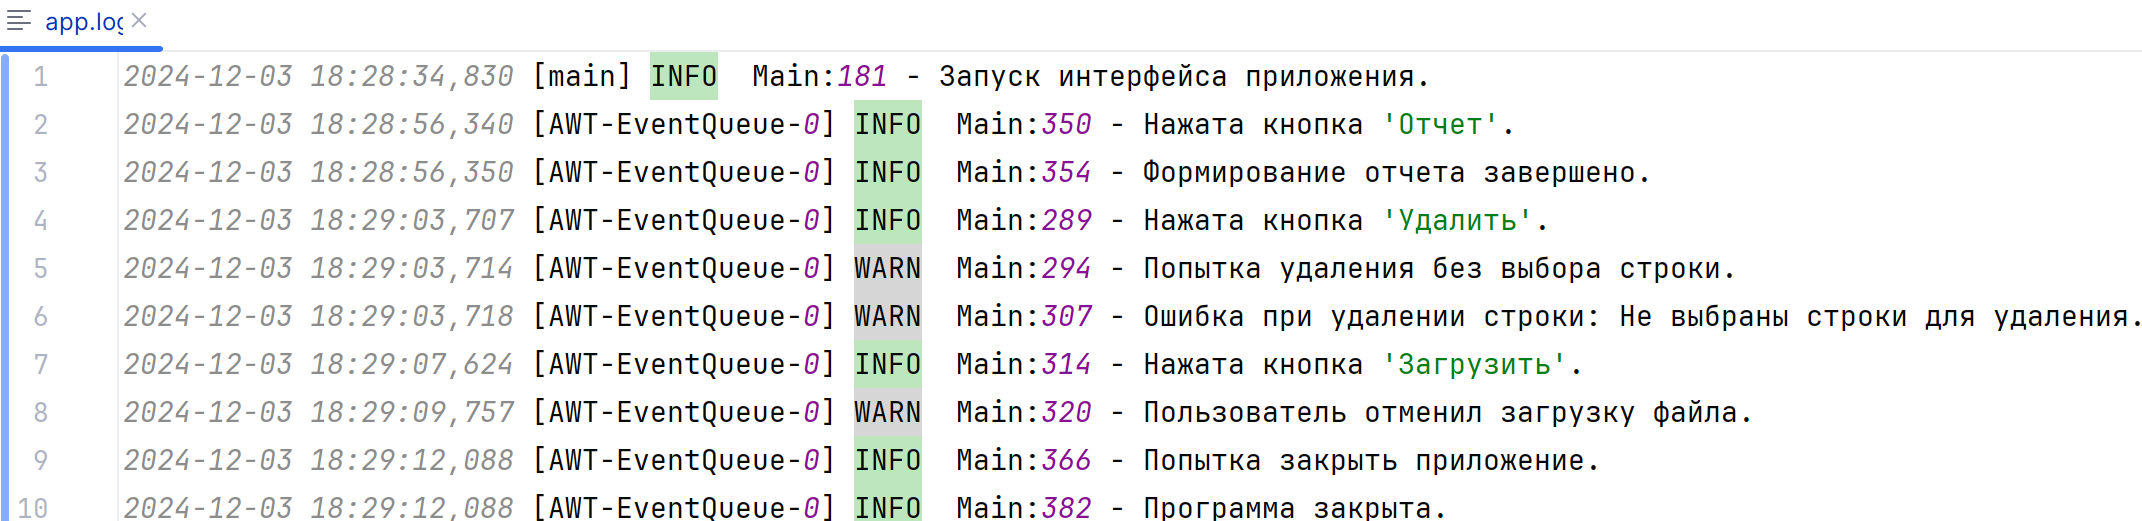 app.log
1 2024-12-03 18:28:34,830 [main] INFO  Main:181 - Запуск интерфейса приложения.
2 2024-12-03 18:28:56,340 [AWT-EventQueue-0] INFO  Main:350 - Нажата кнопка 'Отчет'.
3 2024-12-03 18:28:56,350 [AWT-EventQueue-0] INFO  Main:354 - Формирование отчета завершено.
4 2024-12-03 18:29:03,707 [AWT-EventQueue-0] INFO  Main:289 - Нажата кнопка 'Удалить'.
5 2024-12-03 18:29:03,714 [AWT-EventQueue-0] WARN  Main:294 - Попытка удаления без выбора строки.
6 2024-12-03 18:29:03,718 [AWT-EventQueue-0] WARN  Main:307 - Ошибка при удалении строки: Не выбраны строки для удаления.
7 2024-12-03 18:29:07,624 [AWT-EventQueue-0] INFO  Main:314 - Нажата кнопка 'Загрузить'.
8 2024-12-03 18:29:09,757 [AWT-EventQueue-0] WARN  Main:320 - Пользователь отменил загрузку файла.
9 2024-12-03 18:29:12,088 [AWT-EventQueue-0] INFO  Main:366 - Попытка закрыть приложение.
10 2024-12-03 18:29:12,088 [AWT-EventQueue-0] INFO  Main:382 - Программа закрыта.